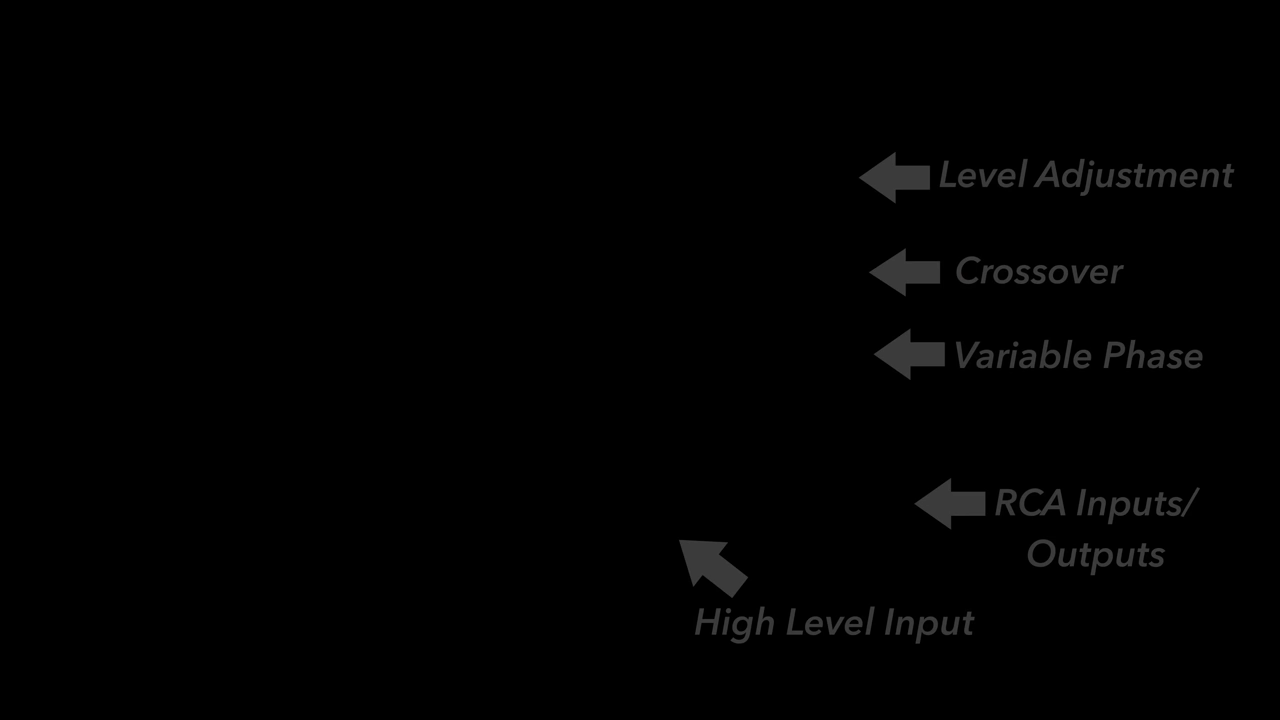 Level Adjustment
Crossover
Variable Phase
RCA Inputs/
Outputs
High Level Input